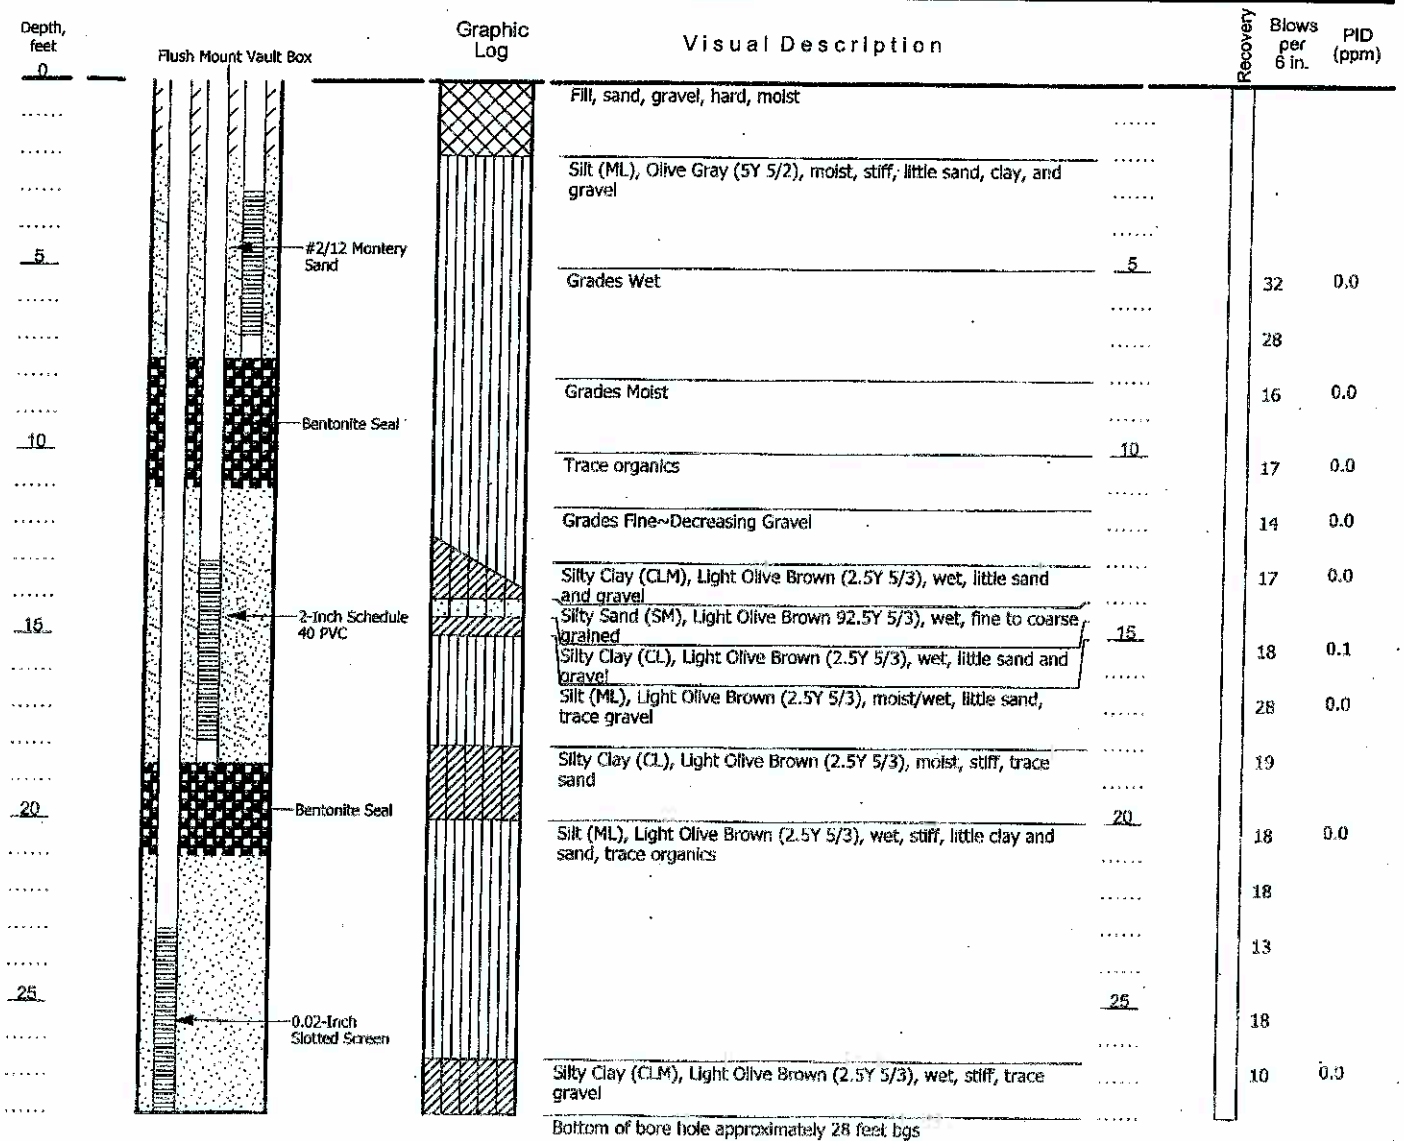 Depth,
feet
0
Flush Mount Vault Box
Graphic
Log
Visual Description
Recovery
Blows
per
6 in.
PID
(ppm)
Fill, sand, gravel, hard, moist
Silt (ML), Olive Gray (5Y 5/2), moist, stiff, little sand, clay, and
gravel
5
#2/12 Montery
Sand
5
Grades Wet
32 0.0
28
Grades Moist
16 0.0
Bentonite Seal
10
10
Trace organics
17 0.0
Grades Fine~Decreasing Gravel
14 0.0
Silty Clay (CLM), Light Olive Brown (2.5Y 5/3), wet, little sand
and gravel
17 0.0
15
2-Inch Schedule
40 PVC
Silty Sand (SM), Light Olive Brown 92.5Y 5/3), wet, fine to coarse
grained
15
Silty Clay (CL), Light Olive Brown (2.5Y 5/3), wet, little sand and
gravel
18 0.1
Silt (ML), Light Olive Brown (2.5Y 5/3), moist/wet, little sand,
trace gravel
28 0.0
Silty Clay (CL), Light Olive Brown (2.5Y 5/3), moist, stiff, trace
sand
19
20
Bentonite Seal
20
Silt (ML), Light Olive Brown (2.5Y 5/3), wet, stiff, little clay and
sand, trace organics
18 0.0
18
13
25
25
0.02-Inch
Slotted Screen
18
Silty Clay (CLM), Light Olive Brown (2.5Y 5/3), wet, stiff, trace
gravel
10 0.0
Bottom of bore hole approximately 28 feet bgs